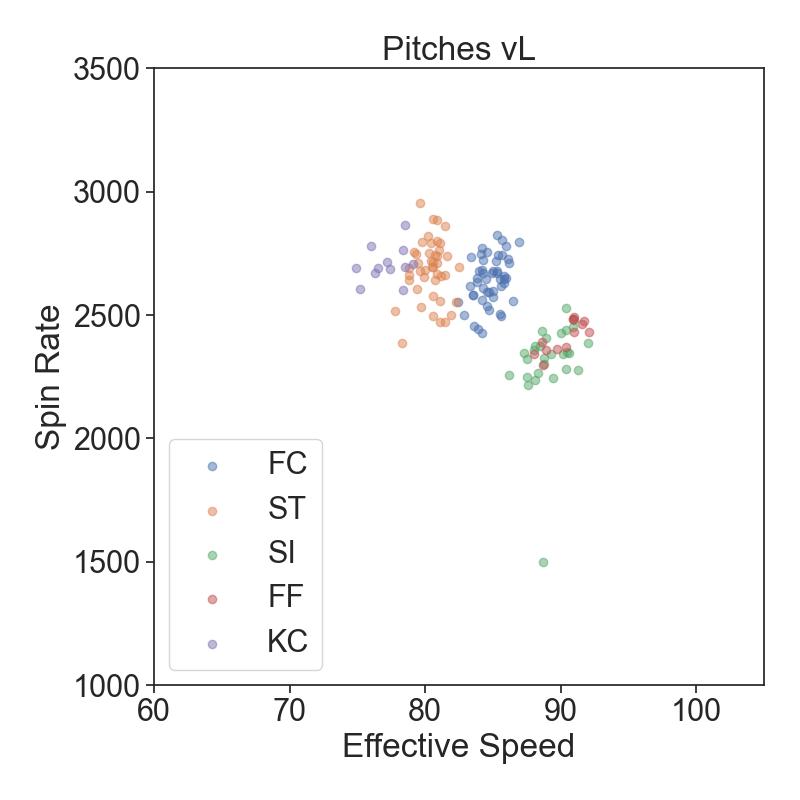 Pitches vL
3500
3000
2500
2000
1500
1000
Spin Rate
FC
ST
SI
FF
KC
60 70 80 90 100
Effective Speed